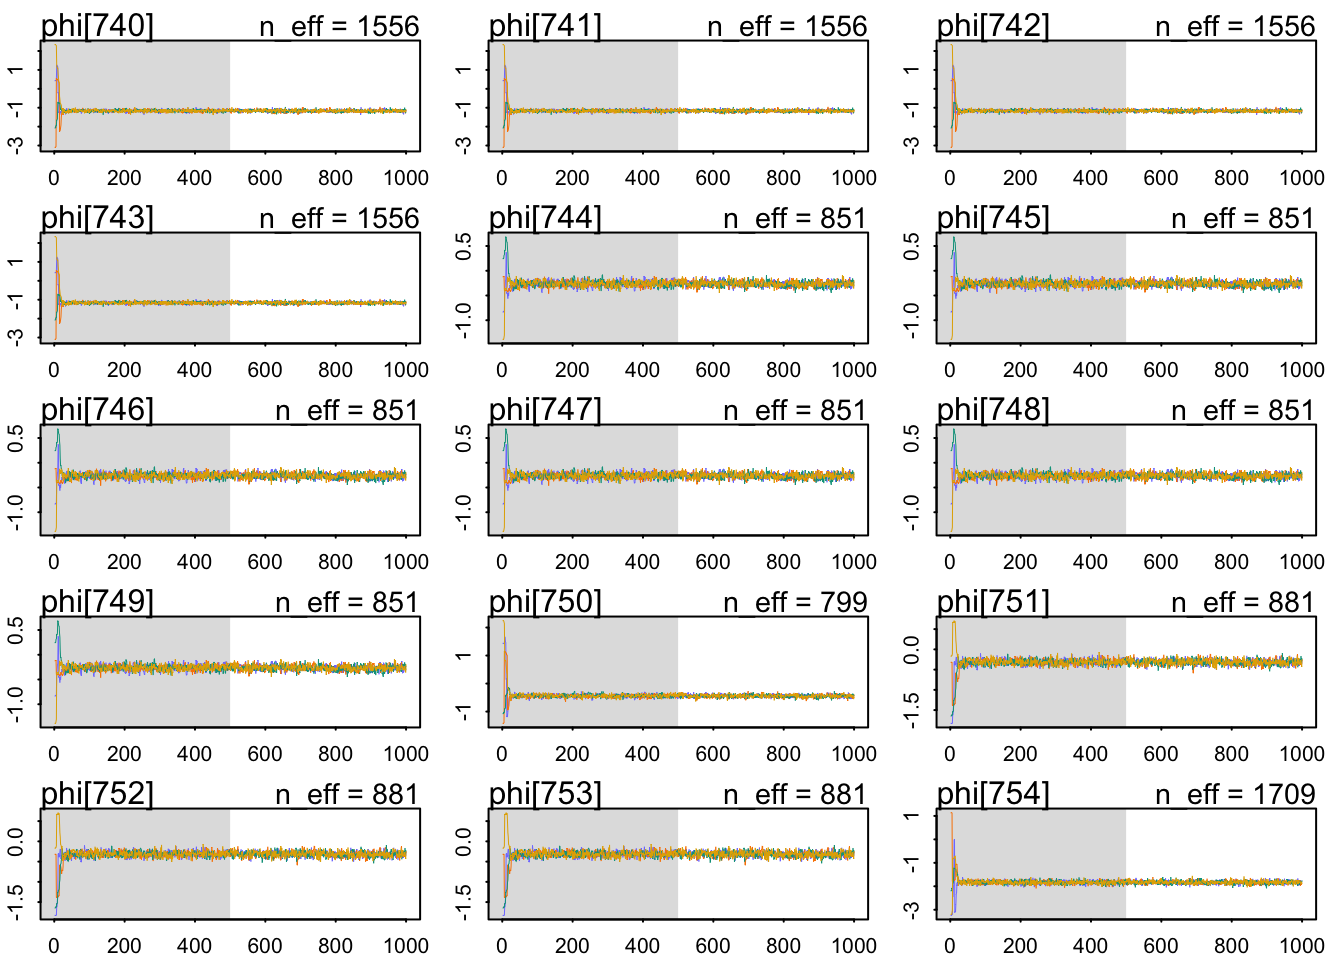 phi[740] n_eff = 1556 phi[741] n_eff = 1556 phi[742] n_eff = 1556
1 1 1
-1 -1 -1
-3 -3 -3
0 200 400 600 800 1000 0 200 400 600 800 1000 0 200 400 600 800 1000
phi[743] n_eff = 1556 phi[744] n_eff = 851 phi[745] n_eff = 851
1 0.5 0.5
-1 -1.0 -1.0
-3
0 200 400 600 800 1000 0 200 400 600 800 1000 0 200 400 600 800 1000
phi[746] n_eff = 851 phi[747] n_eff = 851 phi[748] n_eff = 851
0.5 0.5 0.5
-1.0 -1.0 -1.0
0 200 400 600 800 1000 0 200 400 600 800 1000 0 200 400 600 800 1000
phi[749] n_eff = 851 phi[750] n_eff = 799 phi[751] n_eff = 881
0.5 1 0.0
-1.0 -1 -1.5
0 200 400 600 800 1000 0 200 400 600 800 1000 0 200 400 600 800 1000
phi[752] n_eff = 881 phi[753] n_eff = 881 phi[754] n_eff = 1709
0.0 0.0 1
-1.5 -1.5 -1
-3
0 200 400 600 800 1000 0 200 400 600 800 1000 0 200 400 600 800 1000